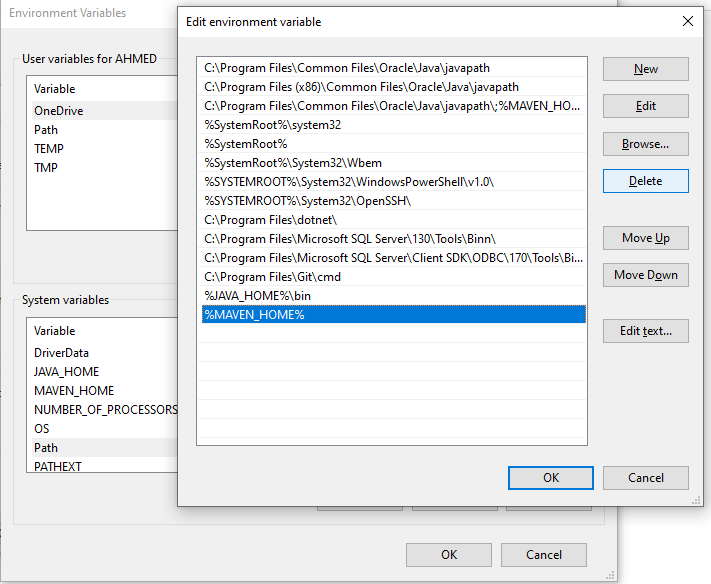 Environment Variables
Edit environment variable
User variables for AHMED
Variable
OneDrive
Path
TEMP
TMP
C:\Program Files\Common Files\Oracle\Java\javapath
C:\Program Files (x86)\Common Files\Oracle\Java\javapath
C:\Program Files\Common Files\Oracle\Java\javapath\;%MAVEN_HO...
%SystemRoot%\system32
%SystemRoot%
%SystemRoot%\System32\Wbem
%SYSTEMROOT%\System32\WindowsPowerShell\v1.0\
%SYSTEMROOT%\System32\OpenSSH\
C:\Program Files\dotnet\
C:\Program Files\Microsoft SQL Server\130\Tools\Binn\
C:\Program Files\Microsoft SQL Server\Client SDK\ODBC\170\Tools\Bi...
C:\Program Files\Git\cmd
%JAVA_HOME%\bin
%MAVEN_HOME%
New
Edit
Browse...
Delete
Move Up
Move Down
Edit text...
System variables
Variable
DriverData
JAVA_HOME
MAVEN_HOME
NUMBER_OF_PROCESSORS
OS
Path
PATHEXT
OK
Cancel
OK
Cancel